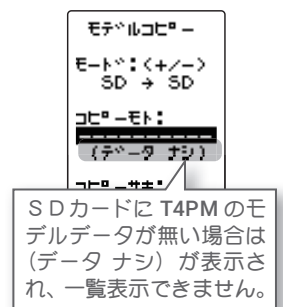 モデルコピー
モード:<+/->
SD → SD
コピーモト:
(データ ナシ)
コピーサキ:
SDカードに T4PM のモ
デルデータが無い場合は
(データ ナシ) が表示さ
れ、一覧表示できません。